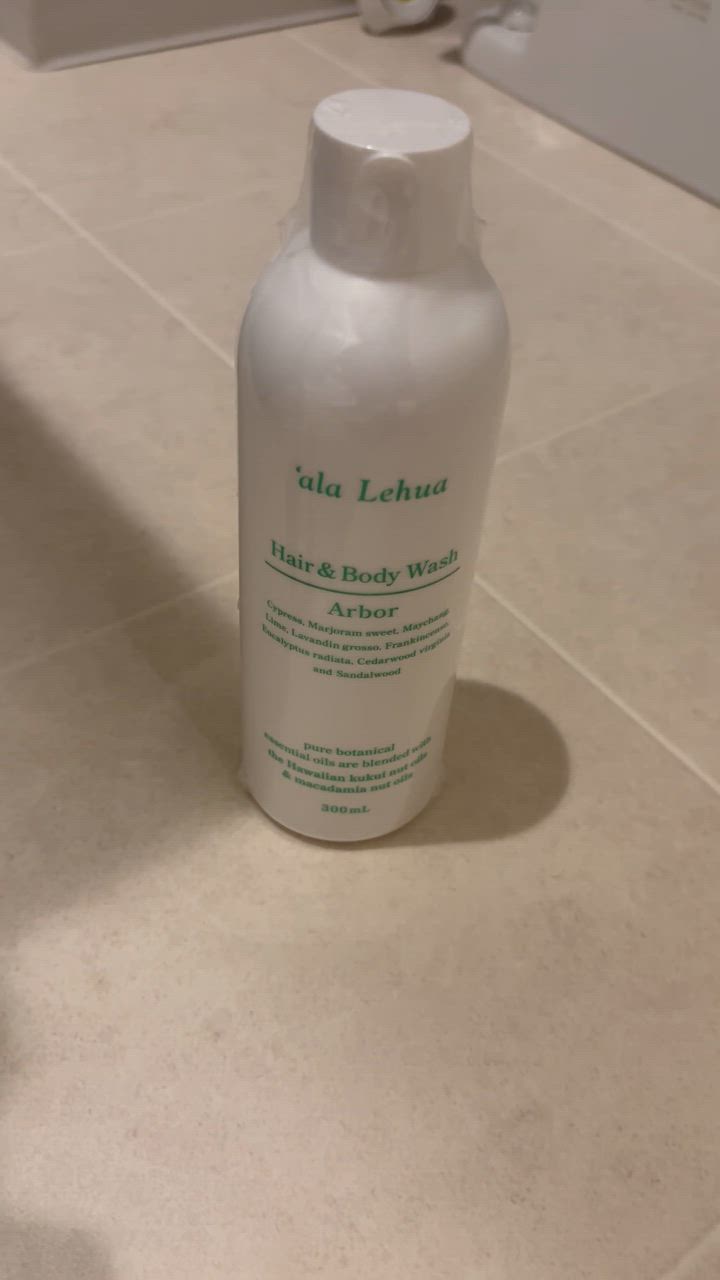 ‘ala Lehua
Hair & Body Wash
Arbor
Cypress, Marjoram sweet, Maychang,
Lime, Lavandin grosso, Frankincense,
Eucalyptus radiata, Cedarwood virginia
and Sandalwood
pure botanical
essential oils are blended with
the Hawaiian kukui nut oils
& macadamia nut oils
300mL